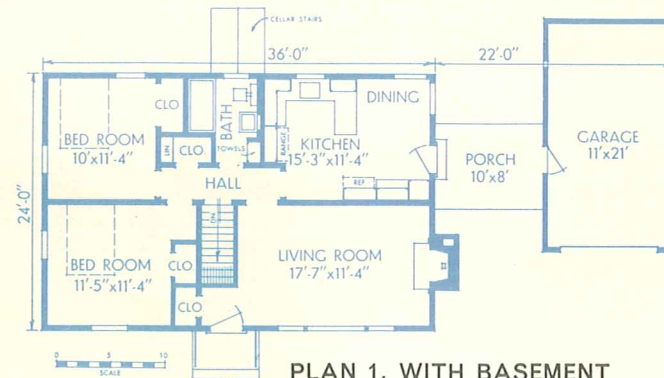 CELLAR STAIRS
36'-0" 22'-0"
24'-0"
CLO
BED ROOM
10'x11'-4"
LIN
CLO.
BATH
TOWELS
DINING
KITCHEN
15'-3"x11'-4"
RANGE
REF
HALL
PORCH
10'x8'
GARAGE
11'x21'
BED ROOM
11'-5"x11'-4"
CLO.
CLO.
DN
LIVING ROOM
17'-7"x11'-4"
0 5 10
SCALE
PLAN 1. WITH BASEMENT